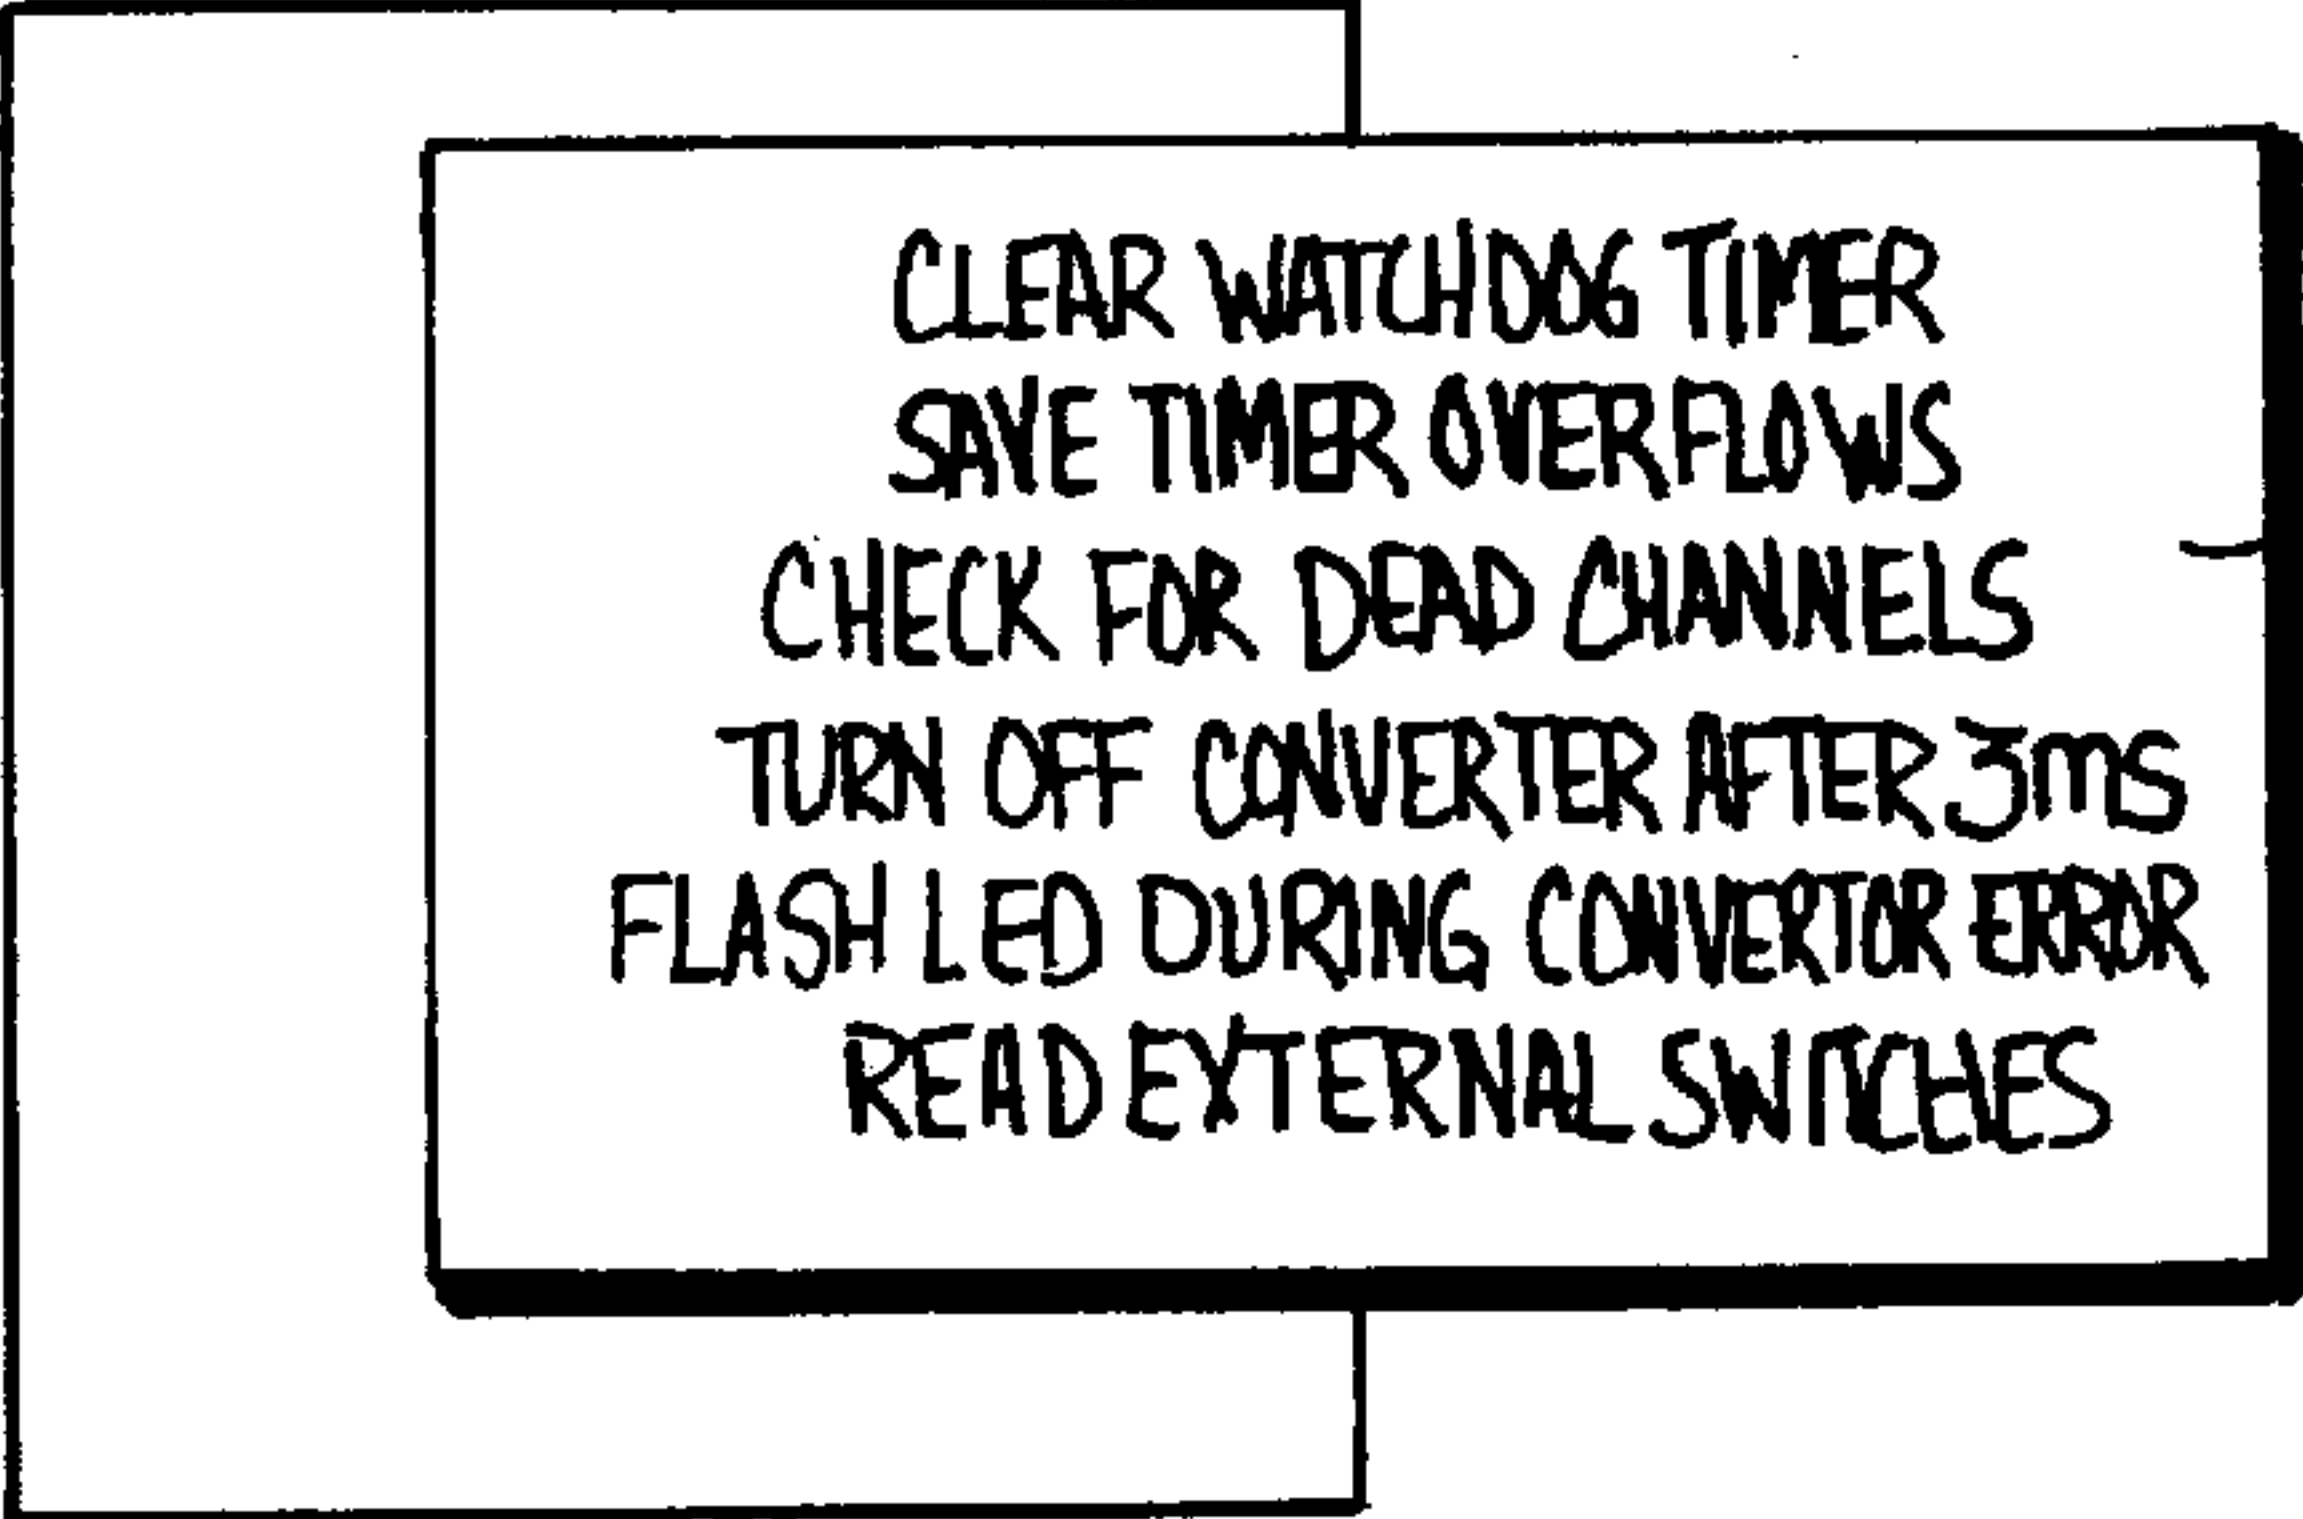 CLEAR WATCHDOG TIMER
SAVE TIMER OVERFLOWS
CHECK FOR DEAD CHANNELS
TURN OFF CONVERTER AFTER 3ms
FLASH LED DURING CONVERTOR ERROR
READ EXTERNAL SWITCHES